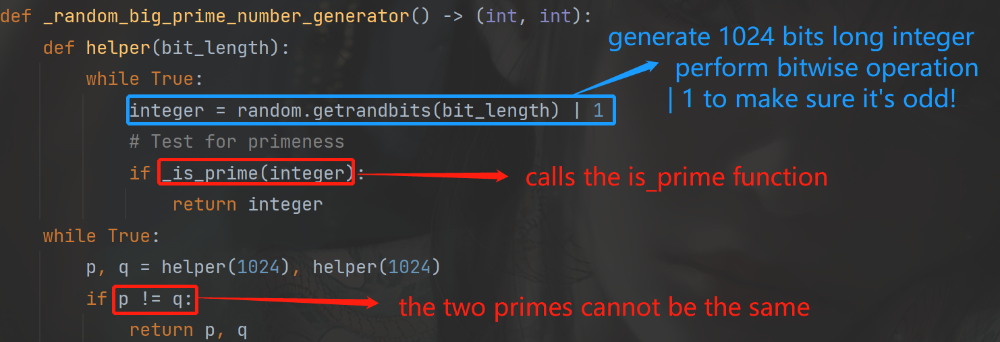 def _random_big_prime_number_generator() -> (int, int):
def helper(bit_length):
while True:
integer = random.getrandbits(bit_length) | 1
# Test for primeness
if _is_prime(integer):
return integer
while True:
p, q = helper(1024), helper(1024)
if p != q:
return p, q
generate 1024 bits long integer
perform bitwise operation
| 1 to make sure it's odd!
calls the is_prime function
the two primes cannot be the same